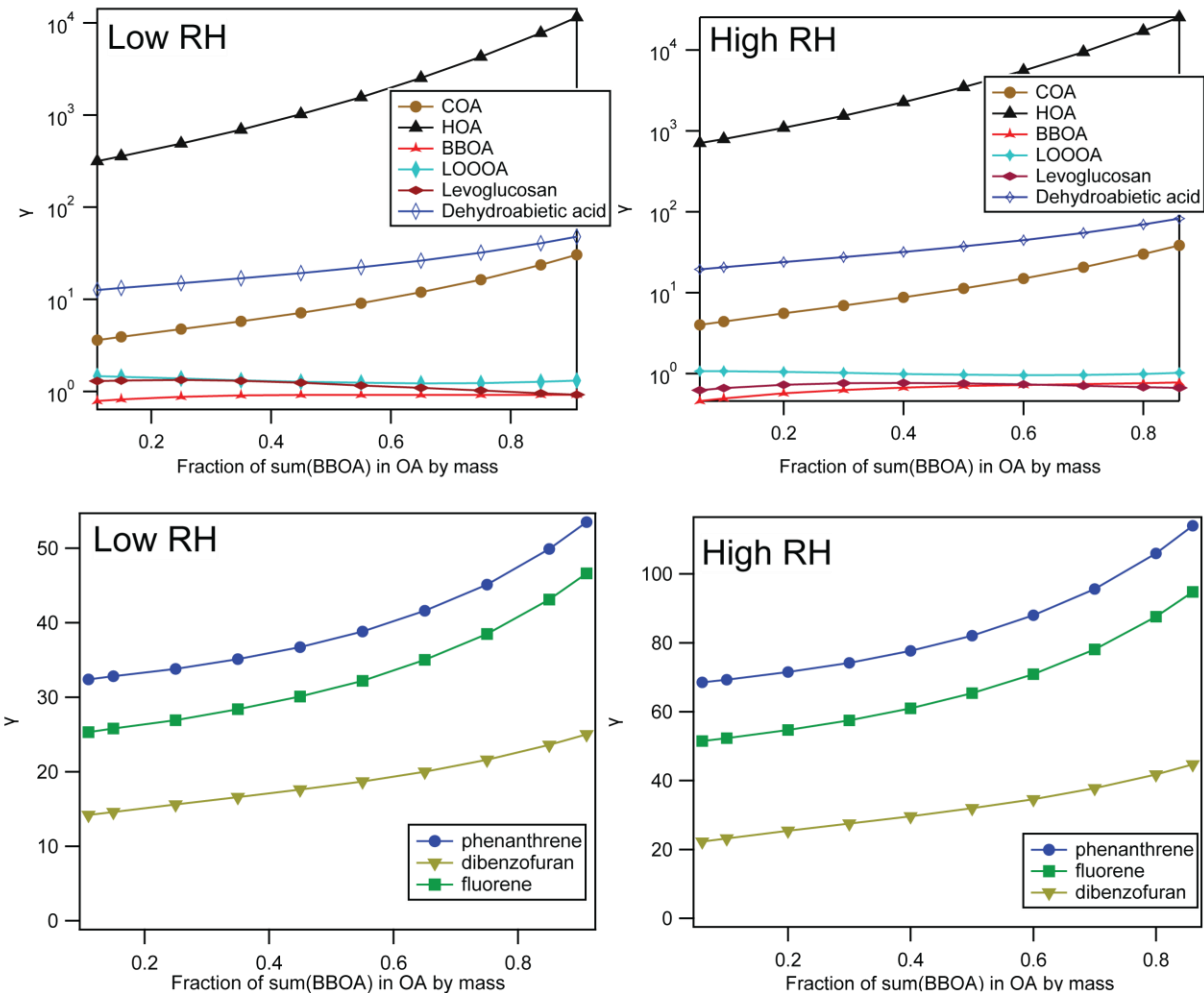 Low RH
10^4
10^3
10^2
10^1
10^0
γ
COA
HOA
BBOA
LOOOA
Levoglucosan
Dehydroabietic acid
0.2
0.4
0.6
0.8
Fraction of sum(BBOA) in OA by mass
High RH
10^4
10^3
10^2
10^1
10^0
γ
COA
HOA
BBOA
LOOOA
Levoglucosan
Dehydroabietic acid
0.2
0.4
0.6
0.8
Fraction of sum(BBOA) in OA by mass
Low RH
50
40
30
20
10
0
γ
phenanthrene
dibenzofuran
fluorene
0.2
0.4
0.6
0.8
Fraction of sum(BBOA) in OA by mass
High RH
100
80
60
40
20
0
γ
phenanthrene
fluorene
dibenzofuran
0.2
0.4
0.6
0.8
Fraction of sum(BBOA) in OA by mass